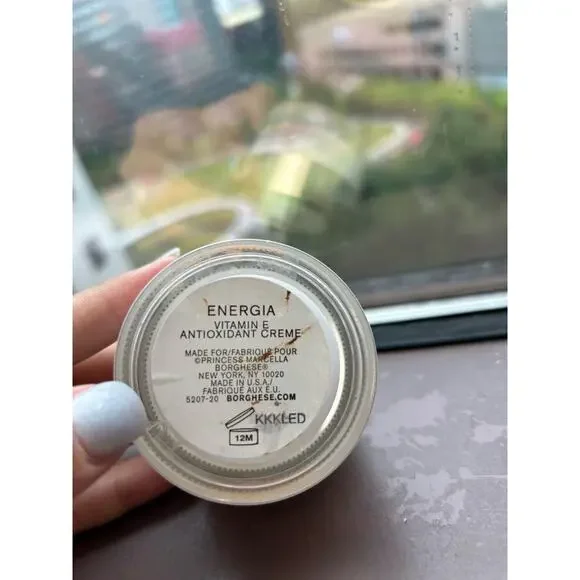 ENERGIA
VITAMIN E
ANTIOXIDANT CREME
MADE FOR/FABRIQUÉ POUR
©PRINCESS MARCELLA
BORGHESE®
NEW YORK, NY 10020
MADE IN U.S.A./
FABRIQUE AUX E.U.
5207-20 BORGHESE.COM
KKKLED
12M